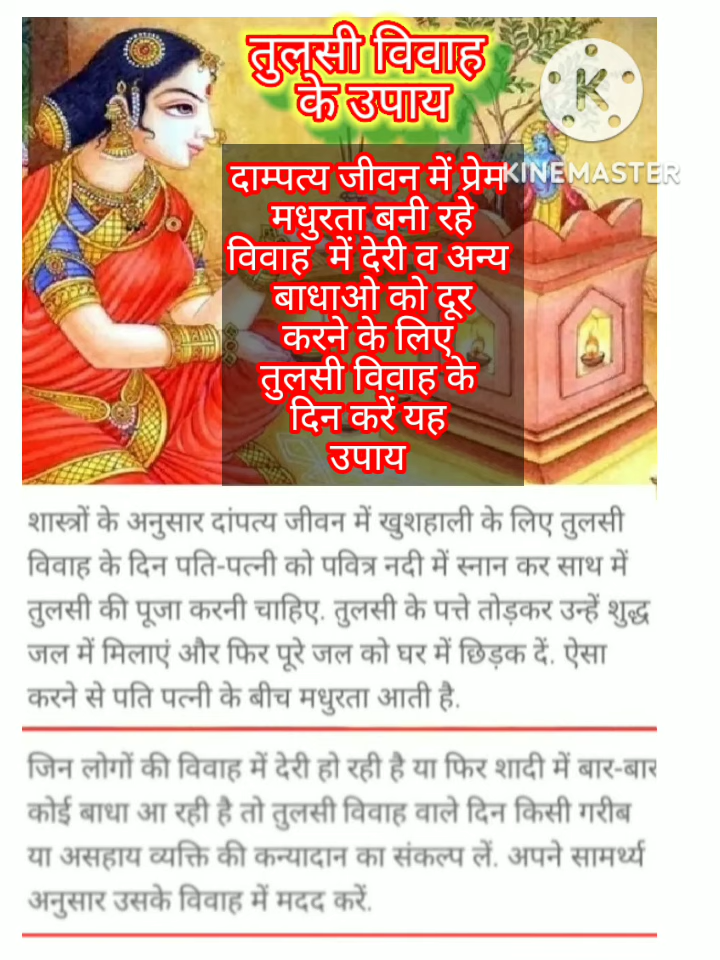 तुलसी विवाह
के उपाय
K
KINEMASTER
दाम्पत्य जीवन में प्रेम
मधुरता बनी रहे
विवाह में देरी व अन्य
बाधाओ को दूर
करने के लिए
तुलसी विवाह के
दिन करें यह
उपाय
शास्त्रों के अनुसार दांपत्य जीवन में खुशहाली के लिए तुलसी
विवाह के दिन पति-पत्नी को पवित्र नदी में स्नान कर साथ में
तुलसी की पूजा करनी चाहिए. तुलसी के पत्ते तोड़कर उन्हें शुद्ध
जल में मिलाएं और फिर पूरे जल को घर में छिड़क दें. ऐसा
करने से पति पत्नी के बीच मधुरता आती है.
जिन लोगों की विवाह में देरी हो रही है या फिर शादी में बार-बार
कोई बाधा आ रही है तो तुलसी विवाह वाले दिन किसी गरीब
या असहाय व्यक्ति की कन्यादान का संकल्प लें. अपने सामर्थ्य
अनुसार उसके विवाह में मदद करें.